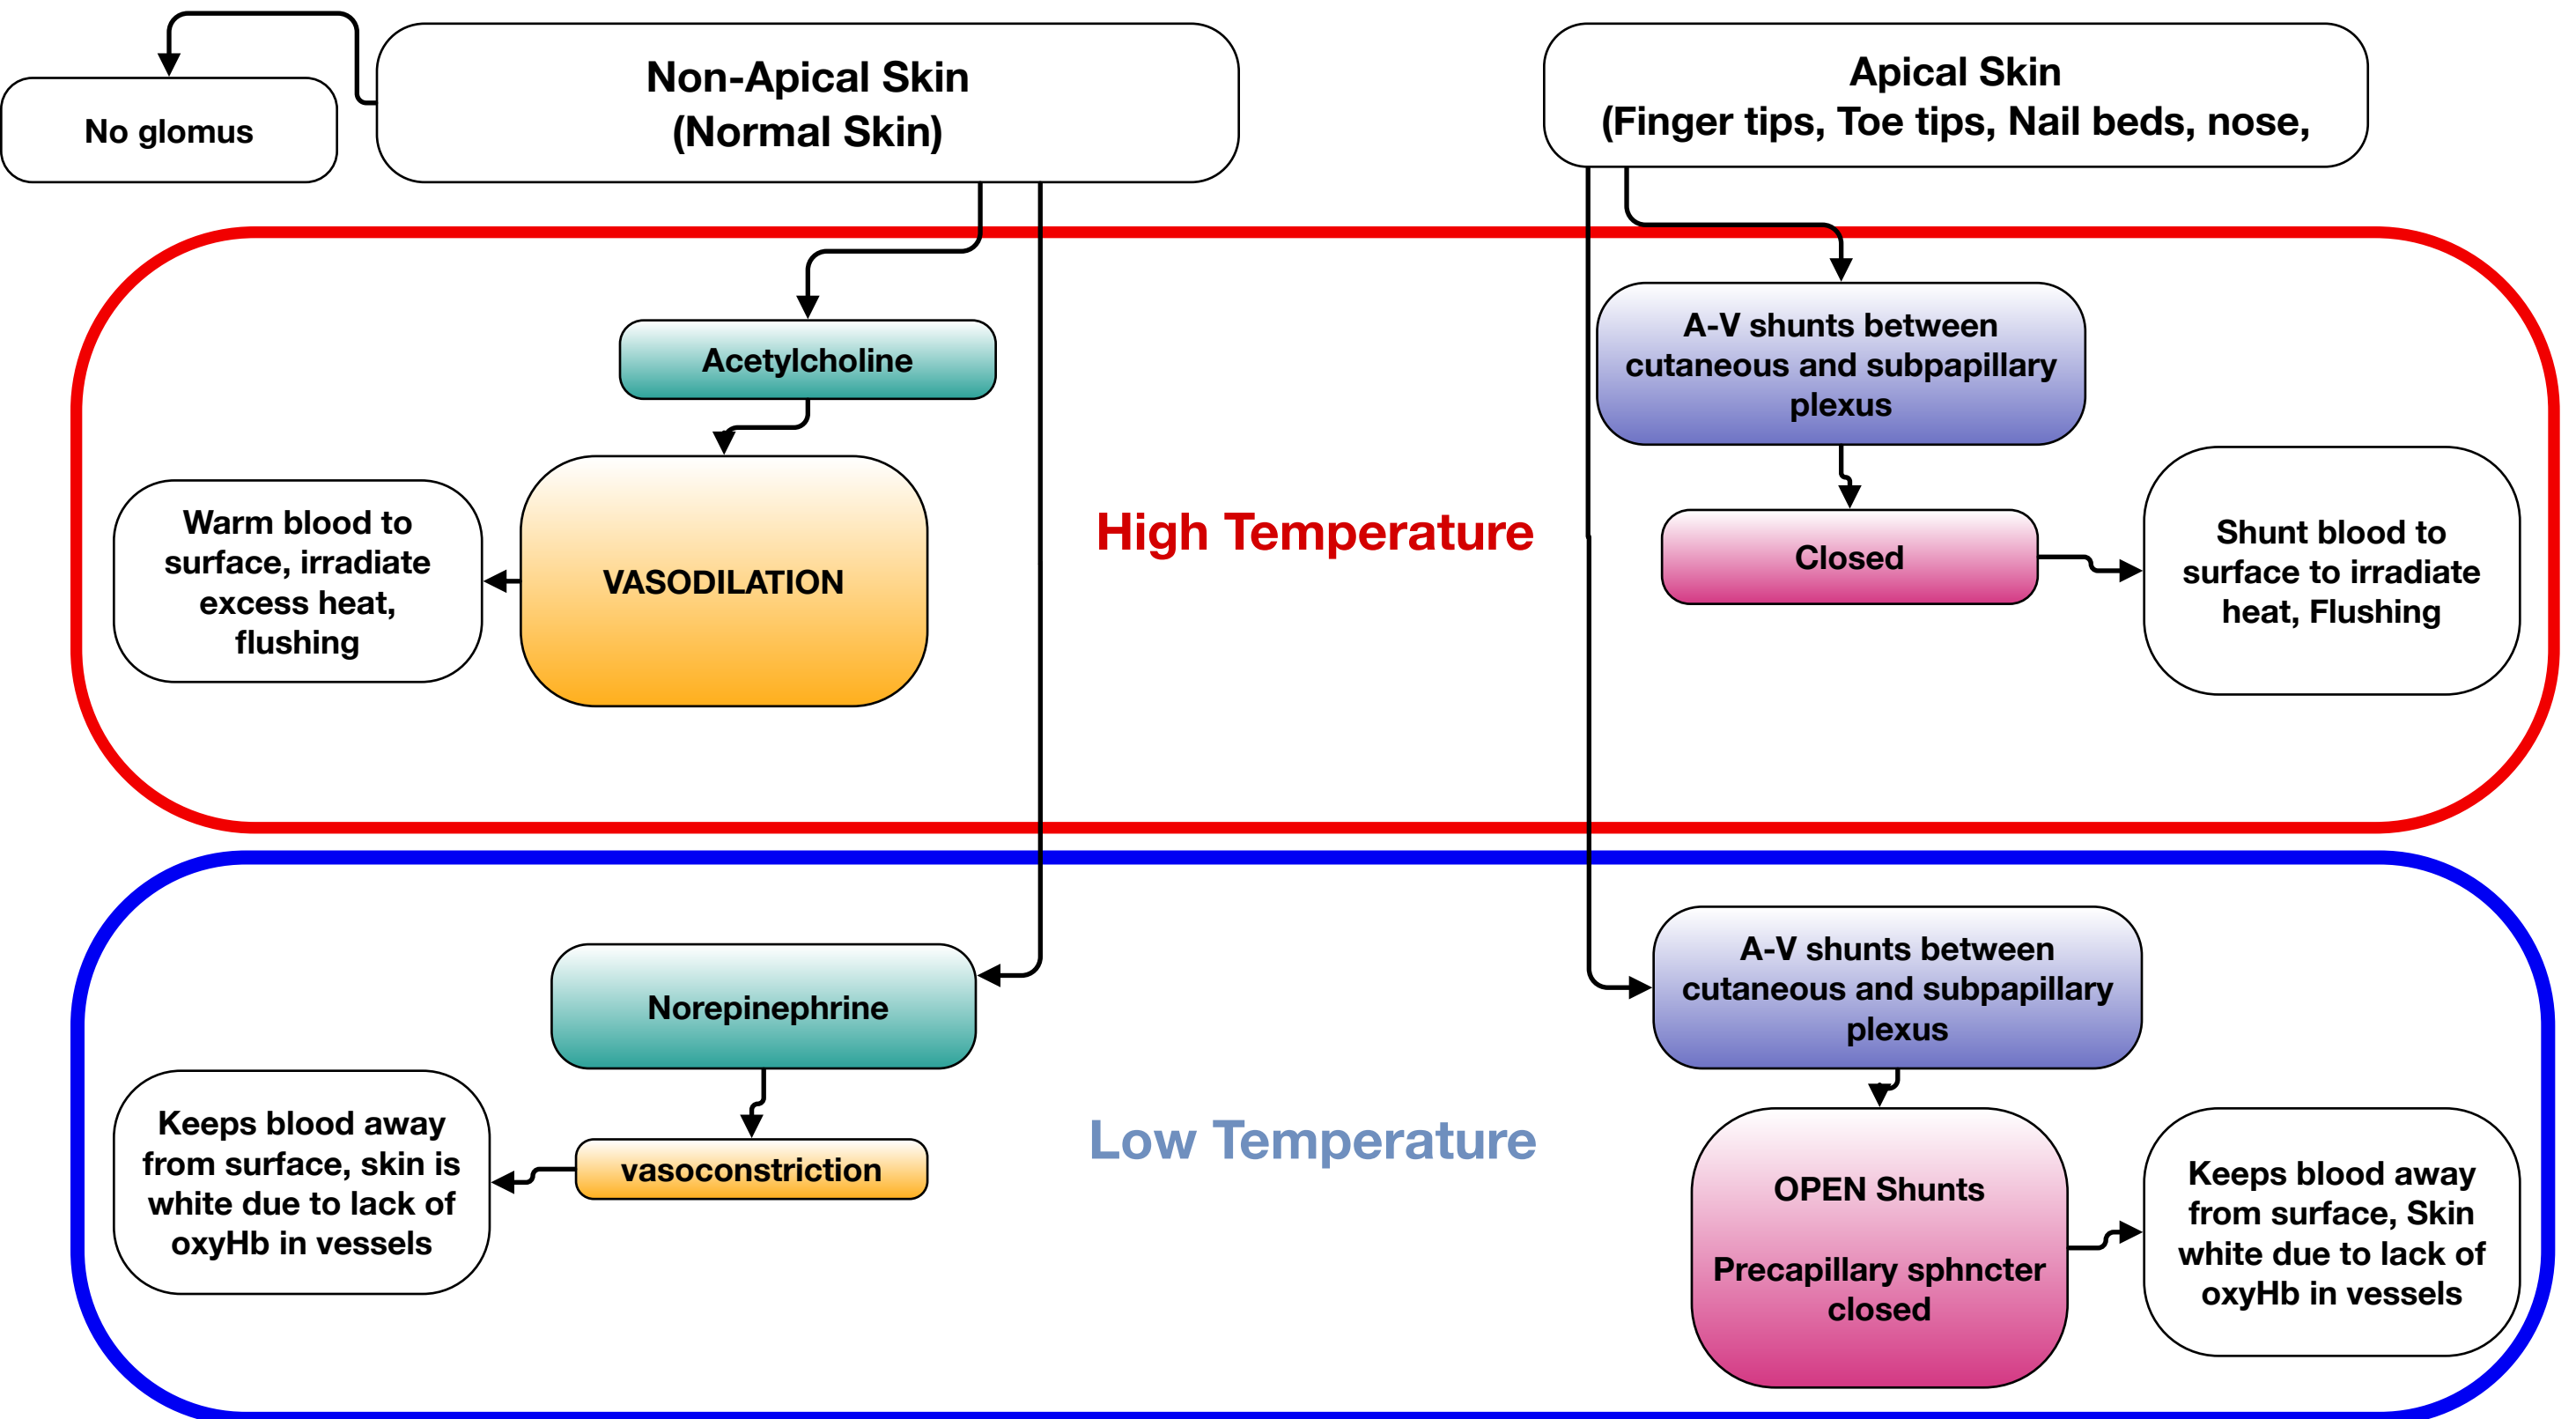 Non-Apical Skin
(Normal Skin)
Apical Skin
(Finger tips, Toe tips, Nail beds, nose,
No glomus
High Temperature
Acetylcholine
VASODILATION
Warm blood to
surface, irradiate
excess heat,
flushing
A-V shunts between
cutaneous and subpapillary
plexus
Closed
Shunt blood to
surface to irradiate
heat, Flushing
Low Temperature
Norepinephrine
vasoconstriction
Keeps blood away
from surface, skin is
white due to lack of
oxyHb in vessels
A-V shunts between
cutaneous and subpapillary
plexus
OPEN Shunts
Precapillary sphncter
closed
Keeps blood away
from surface, Skin
white due to lack of
oxyHb in vessels